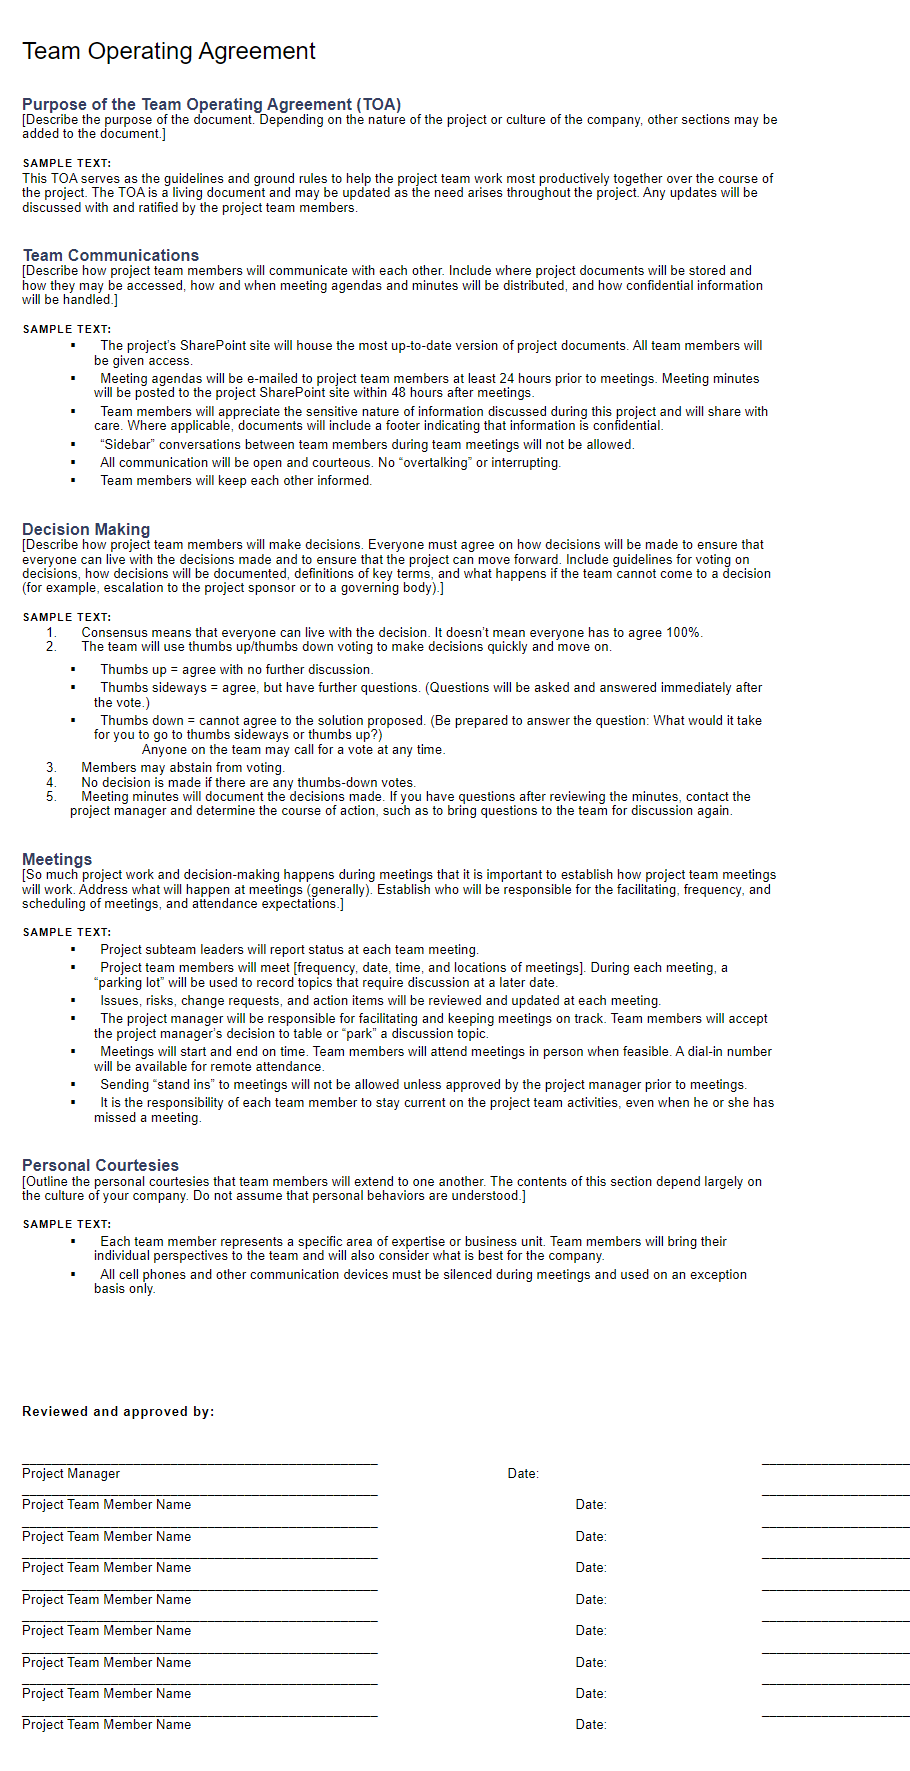 Team Operating Agreement
Purpose of the Team Operating Agreement (TOA)
[Describe the purpose of the document. Depending on the nature of the project or culture of the company, other sections may be
added to the document.]
SAMPLE TEXT:
This TOA serves as the guidelines and ground rules to help the project team work most productively together over the course of
the project. The TOA is a living document and may be updated as the need arises throughout the project. Any updates will be
discussed with and ratified by the project team members.
Team Communications
[Describe how project team members will communicate with each other. Include where project documents will be stored and
how they may be accessed, how and when meeting agendas and minutes will be distributed, and how confidential information
will be handled.]
SAMPLE TEXT:
▪ The project's SharePoint site will house the most up-to-date version of project documents. All team members will
be given access.
▪ Meeting agendas will be e-mailed to project team members at least 24 hours prior to meetings. Meeting minutes
will be posted to the project SharePoint site within 48 hours after meetings.
▪ Team members will appreciate the sensitive nature of information discussed during this project and will share with
care. Where applicable, documents will include a footer indicating that information is confidential.
▪ “Sidebar” conversations between team members during team meetings will not be allowed.
▪ All communication will be open and courteous. No “overtalking” or interrupting.
▪ Team members will keep each other informed.
Decision Making
[Describe how project team members will make decisions. Everyone must agree on how decisions will be made to ensure that
everyone can live with the decisions made and to ensure that the project can move forward. Include guidelines for voting on
decisions, how decisions will be documented, definitions of key terms, and what happens if the team cannot come to a decision
(for example, escalation to the project sponsor or to a governing body).]
SAMPLE TEXT:
1. Consensus means that everyone can live with the decision. It doesn't mean everyone has to agree 100%.
2. The team will use thumbs up/thumbs down voting to make decisions quickly and move on.
▪ Thumbs up = agree with no further discussion.
▪ Thumbs sideways = agree, but have further questions. (Questions will be asked and answered immediately after
the vote.)
▪ Thumbs down = cannot agree to the solution proposed. (Be prepared to answer the question: What would it take
for you to go to thumbs sideways or thumbs up?)
Anyone on the team may call for a vote at any time.
3. Members may abstain from voting.
4. No decision is made if there are any thumbs-down votes.
5. Meeting minutes will document the decisions made. If you have questions after reviewing the minutes, contact the
project manager and determine the course of action, such as to bring questions to the team for discussion again.
Meetings
[So much project work and decision-making happens during meetings that it is important to establish how project team meetings
will work. Address what will happen at meetings (generally). Establish who will be responsible for the facilitating, frequency, and
scheduling of meetings, and attendance expectations.]
SAMPLE TEXT:
▪ Project subteam leaders will report status at each team meeting.
▪ Project team members will meet [frequency, date, time, and locations of meetings]. During each meeting, a
“parking lot” will be used to record topics that require discussion at a later date.
▪ Issues, risks, change requests, and action items will be reviewed and updated at each meeting.
▪ The project manager will be responsible for facilitating and keeping meetings on track. Team members will accept
the project manager's decision to table or “park” a discussion topic.
▪ Meetings will start and end on time. Team members will attend meetings in person when feasible. A dial-in number
will be available for remote attendance.
▪ Sending “stand ins” to meetings will not be allowed unless approved by the project manager prior to meetings.
▪ It is the responsibility of each team member to stay current on the project team activities, even when he or she has
missed a meeting.
Personal Courtesies
[Outline the personal courtesies that team members will extend to one another. The contents of this section depend largely on
the culture of your company. Do not assume that personal behaviors are understood.]
SAMPLE TEXT:
▪ Each team member represents a specific area of expertise or business unit. Team members will bring their
individual perspectives to the team and will also consider what is best for the company.
▪ All cell phones and other communication devices must be silenced during meetings and used on an exception
basis only.
Reviewed and approved by:
Project Manager Date:
Project Team Member Name Date:
Project Team Member Name Date:
Project Team Member Name Date:
Project Team Member Name Date:
Project Team Member Name Date:
Project Team Member Name Date:
Project Team Member Name Date:
Project Team Member Name Date: